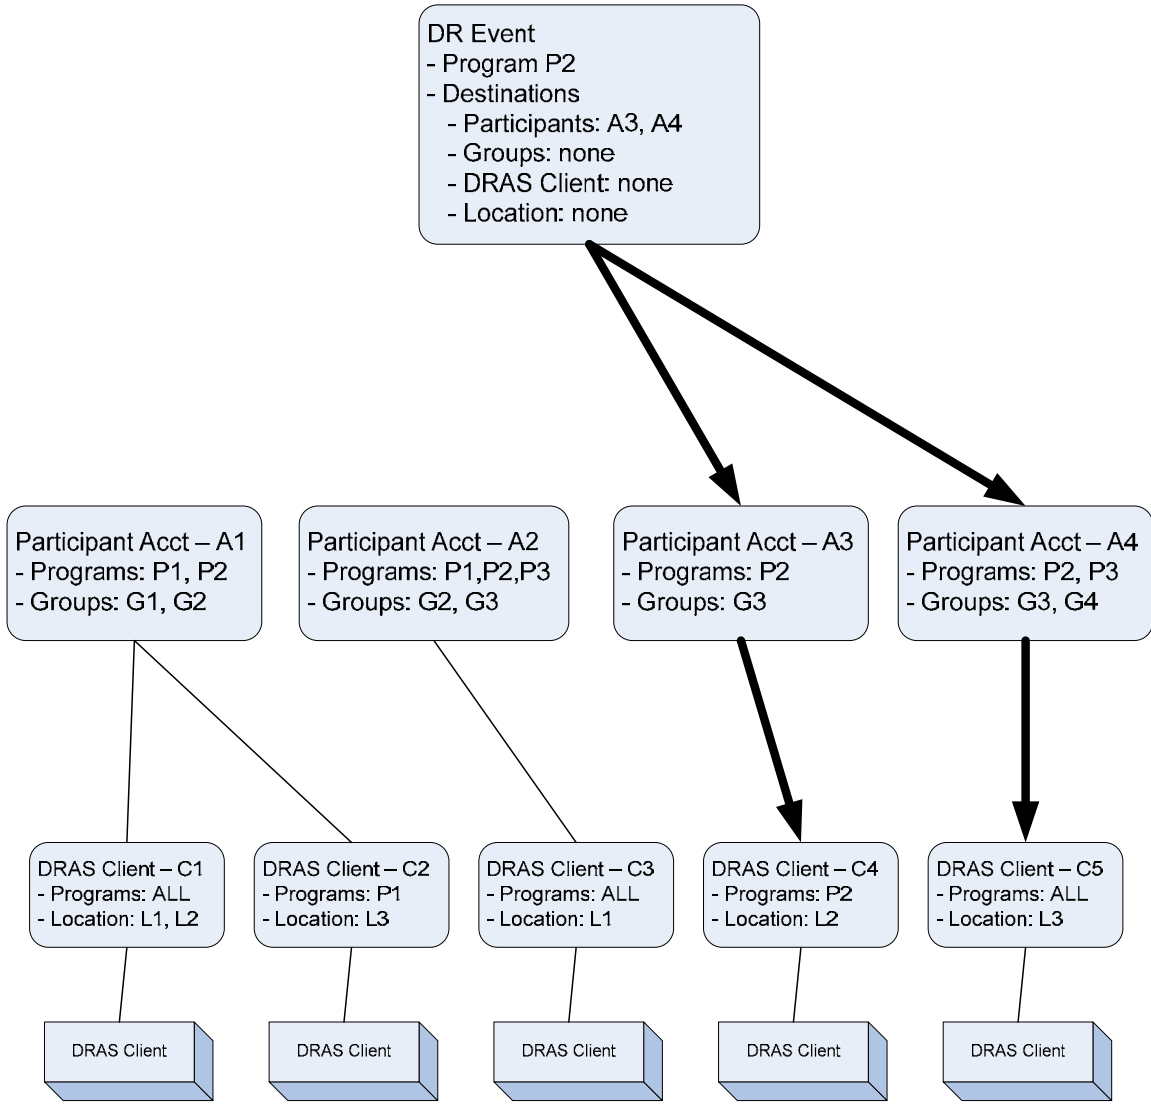 DR Event
- Program P2
- Destinations
- Participants: A3, A4
- Groups: none
- DRAS Client: none
- Location: none
Participant Acct – A1
- Programs: P1, P2
- Groups: G1, G2
Participant Acct – A2
- Programs: P1,P2,P3
- Groups: G2, G3
Participant Acct – A3
- Programs: P2
- Groups: G3
Participant Acct – A4
- Programs: P2, P3
- Groups: G3, G4
DRAS Client – C1
- Programs: ALL
- Location: L1, L2
DRAS Client – C2
- Programs: P1
- Location: L3
DRAS Client – C3
- Programs: ALL
- Location: L1
DRAS Client – C4
- Programs: P2
- Location: L2
DRAS Client – C5
- Programs: ALL
- Location: L3
DRAS Client
DRAS Client
DRAS Client
DRAS Client
DRAS Client